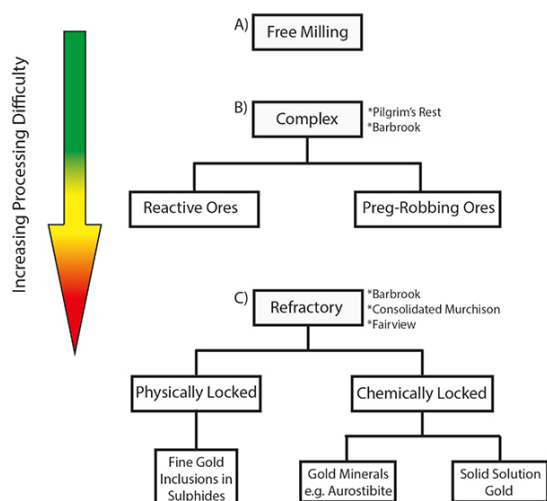 Increasing Processing Difficulty
A)
Free Milling
B)
Complex
*Pilgrim's Rest
*Barbrook
Reactive Ores
Preg-Robbing Ores
C)
Refractory
*Barbrook
*Consolidated Murchison
*Fairview
Physically Locked
Chemically Locked
Fine Gold
Inclusions in
Sulphides
Gold Minerals
e.g. Aurostibite
Solid Solution
Gold